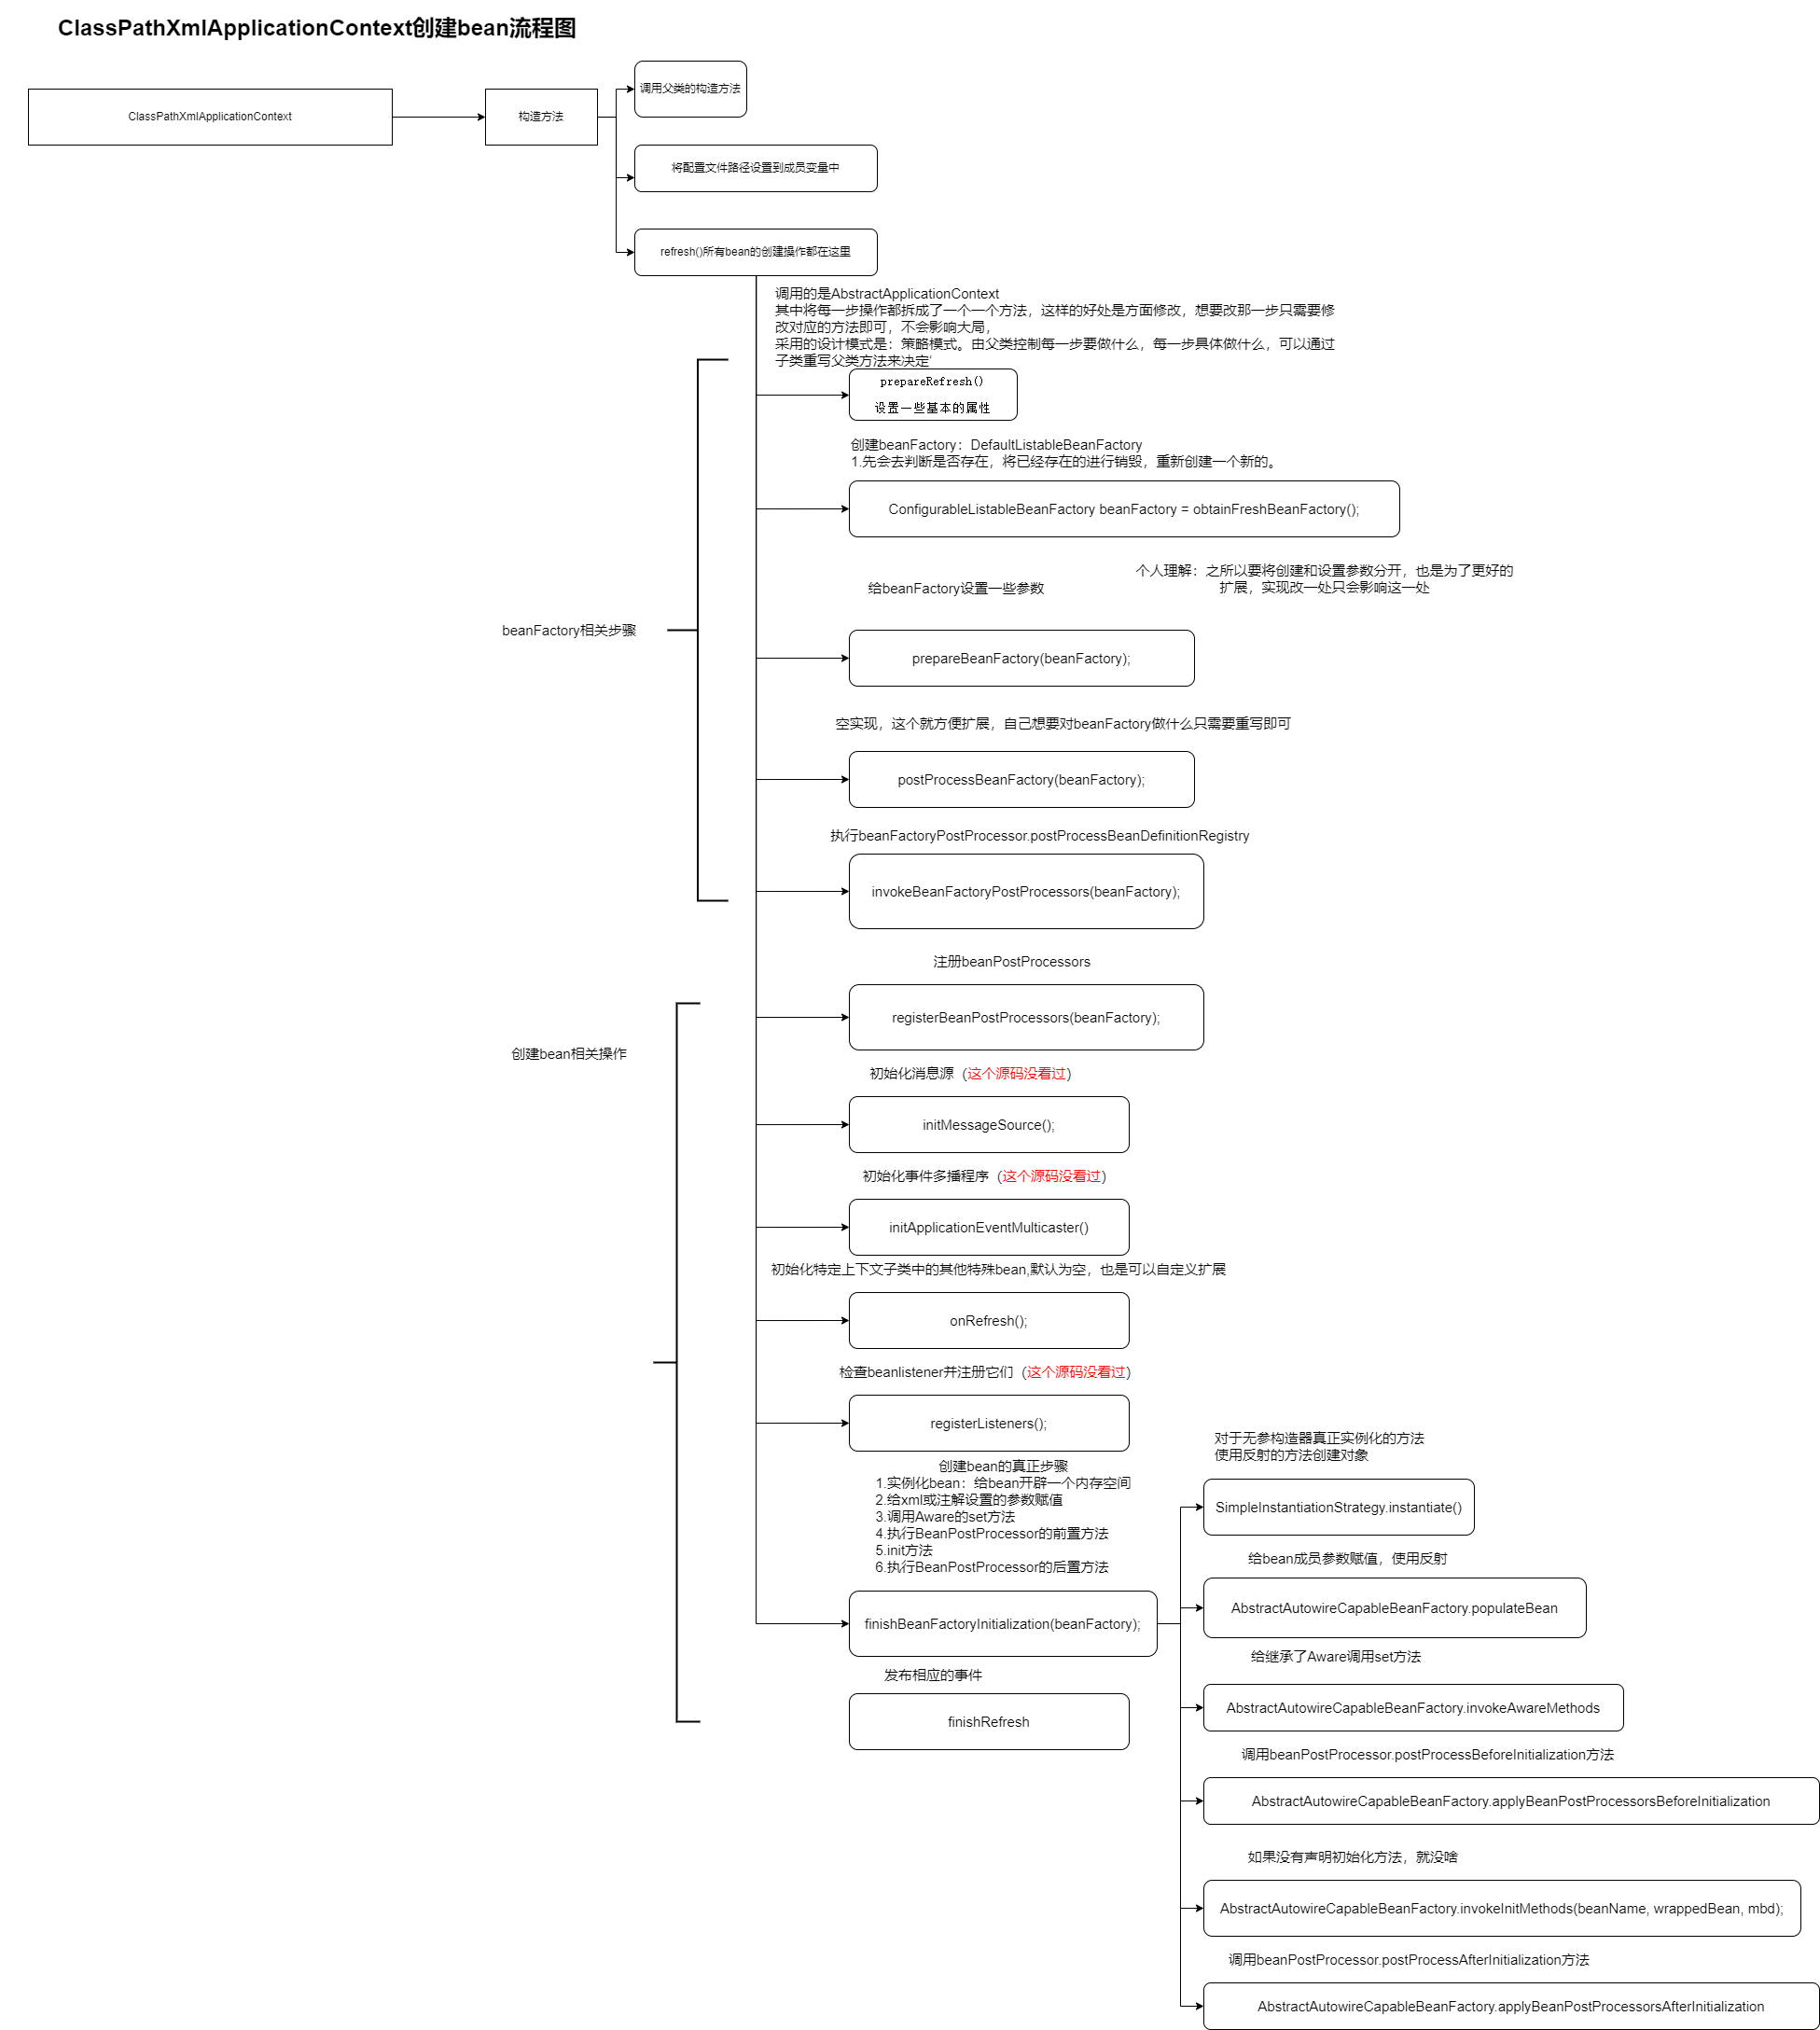 ClassPathXmlApplicationContext创建bean流程图
调用父类的构造方法
ClassPathXmlApplicationContext
构造方法
将配置文件路径设置到成员变量中
refresh()所有bean的创建操作都在这里
调用的是AbstractApplicationContext
其中将每一步操作都拆成了一个一个方法，这样的好处是方面修改，想要改那一步只需要修
改对应的方法即可，不会影响大局，
采用的设计模式是：策略模式。由父类控制每一步要做什么，每一步具体做什么，可以通过
子类重写父类方法来决定‘
prepareRefresh()
设置一些基本的属性
创建beanFactory：DefaultListableBeanFactory
1.先会去判断是否存在，将已经存在的进行销毁，重新创建一个新的。
ConfigurableListableBeanFactory beanFactory = obtainFreshBeanFactory();
个人理解：之所以要将创建和设置参数分开，也是为了更好的
扩展，实现改一处只会影响这一处
给beanFactory设置一些参数
beanFactory相关步骤
prepareBeanFactory(beanFactory);
空实现，这个就方便扩展，自己想要对beanFactory做什么只需要重写即可
postProcessBeanFactory(beanFactory);
执行beanFactoryPostProcessor.postProcessBeanDefinitionRegistry
invokeBeanFactoryPostProcessors(beanFactory);
注册beanPostProcessors
registerBeanPostProcessors(beanFactory);
创建bean相关操作
初始化消息源（这个源码没看过）
initMessageSource();
初始化事件多播程序（这个源码没看过）
initApplicationEventMulticaster()
初始化特定上下文子类中的其他特殊bean,默认为空，也是可以自定义扩展
onRefresh();
检查beanlistener并注册它们（这个源码没看过）
registerListeners();
创建bean的真正步骤
1.实例化bean：给bean开辟一个内存空间
2.给xml或注解设置的参数赋值
3.调用Aware的set方法
4.执行BeanPostProcessor的前置方法
5.init方法
6.执行BeanPostProcessor的后置方法
finishBeanFactoryInitialization(beanFactory);
发布相应的事件
finishRefresh
对于无参构造器真正实例化的方法
使用反射的方法创建对象
SimpleInstantiationStrategy.instantiate()
给bean成员参数赋值，使用反射
AbstractAutowireCapableBeanFactory.populateBean
给继承了Aware调用set方法
AbstractAutowireCapableBeanFactory.invokeAwareMethods
调用beanPostProcessor.postProcessBeforeInitialization方法
AbstractAutowireCapableBeanFactory.applyBeanPostProcessorsBeforeInitialization
如果没有声明初始化方法，就没啥
AbstractAutowireCapableBeanFactory.invokeInitMethods(beanName, wrappedBean, mbd);
调用beanPostProcessor.postProcessAfterInitialization方法
AbstractAutowireCapableBeanFactory.applyBeanPostProcessorsAfterInitialization